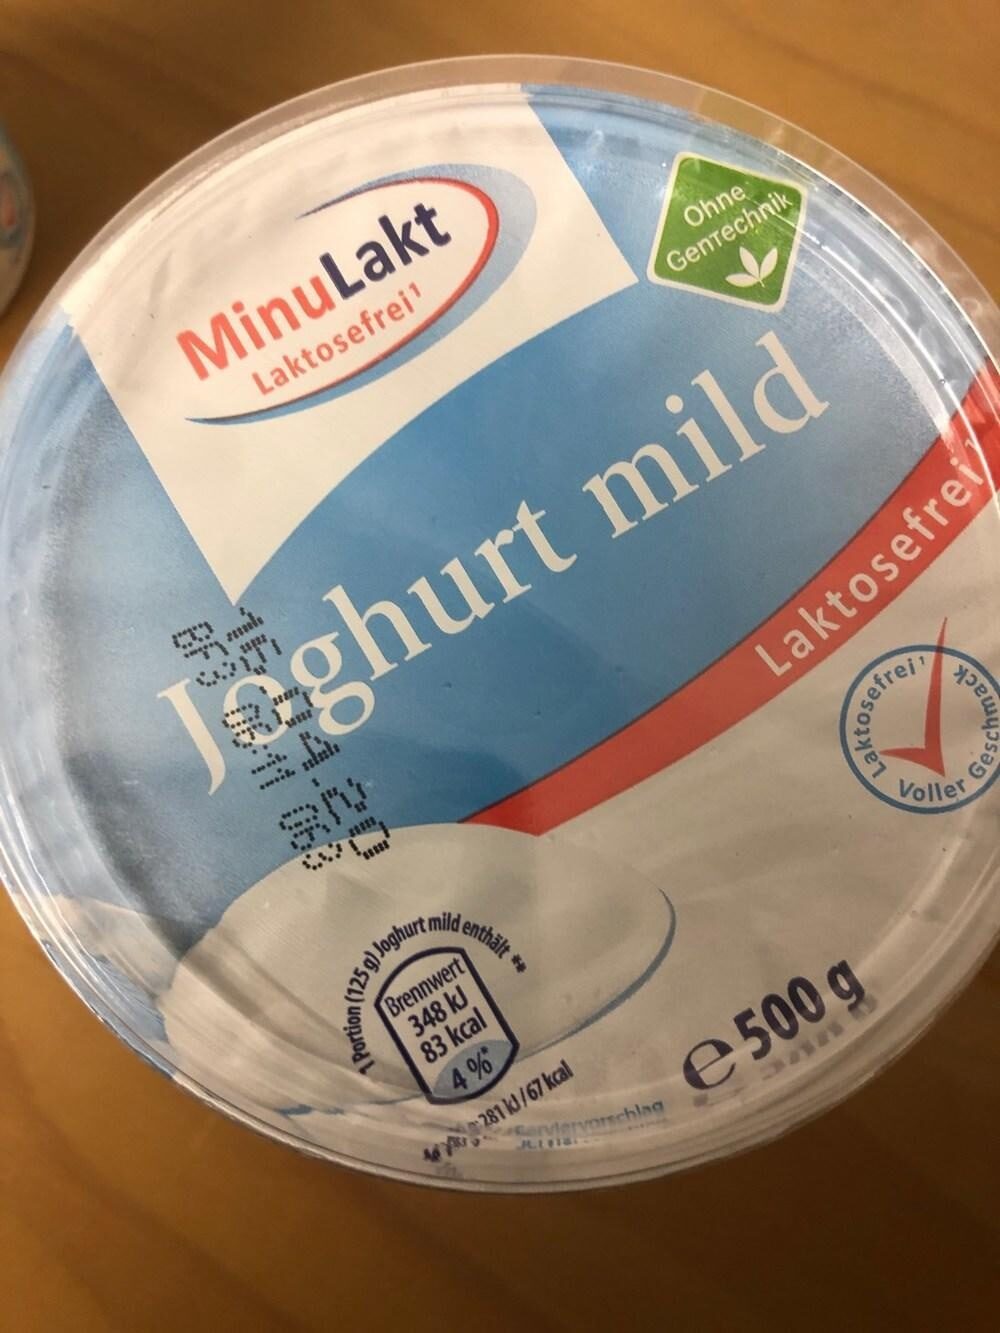 MinuLakt
Laktosefrei¹
Ohne
GenTechnik
Joghurt mild
Laktosefrei¹
Laktosefrei¹
Voller Geschmack
1 Portion (125 g) Joghurt mild enthält **
Brennwert
348 kJ
83 kcal
4 %*
281 kJ / 67 kcal
Serviervorschlag
e 500 g